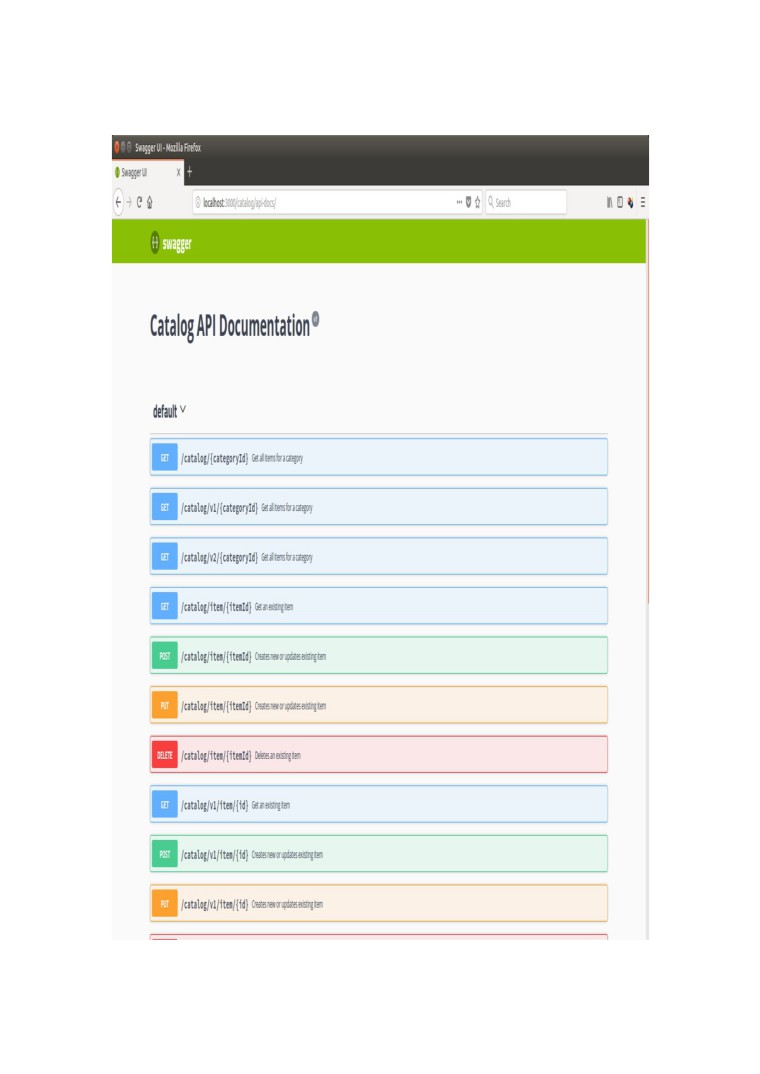 Swagger UI - Mozilla Firefox
Swagger UI X +
localhost:3000/catalog/api-docs/ ••• Search
swagger
Catalog API Documentation
default
GET /catalog/{categoryId} Get all items for a category
GET /catalog/v1/{categoryId} Get all items for a category
GET /catalog/v2/{categoryId} Get all items for a category
GET /catalog/item/{itemId} Get an existing item
POST /catalog/item/{itemId} Creates new or updates existing item
PUT /catalog/item/{itemId} Creates new or updates existing item
DELETE /catalog/item/{itemId} Deletes an existing item
GET /catalog/v1/item/{id} Get an existing item
POST /catalog/v1/item/{id} Creates new or updates existing item
PUT /catalog/v1/item/{id} Creates new or updates existing item